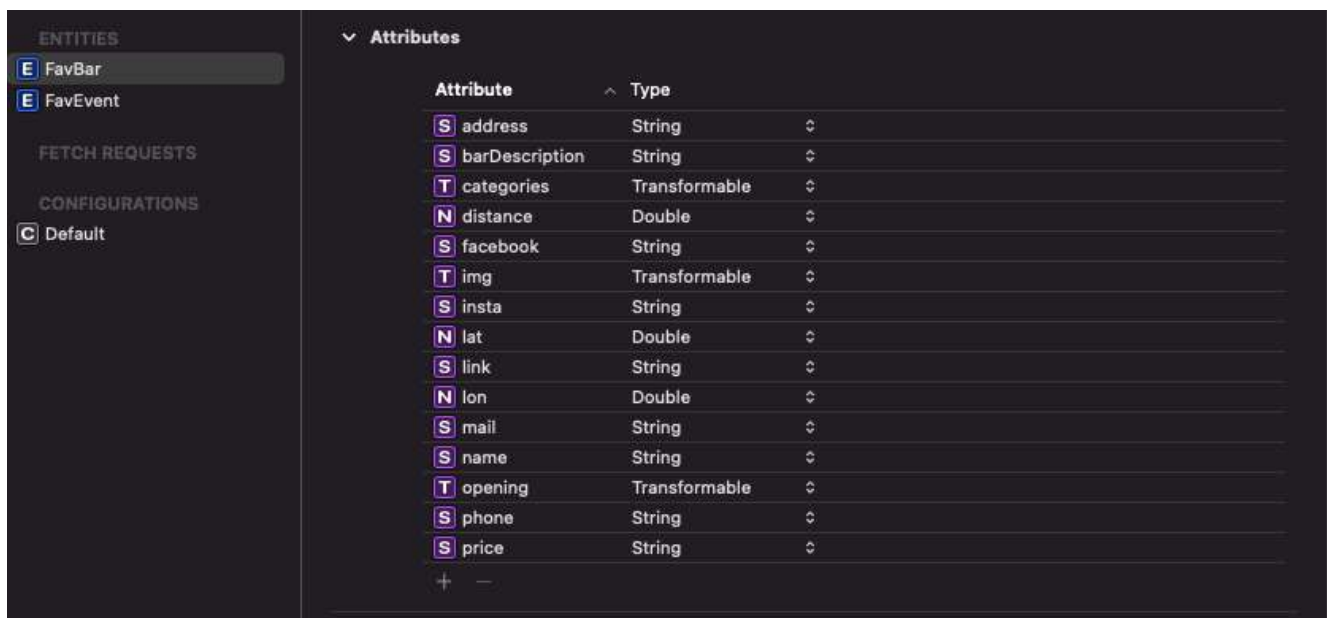 ENTITIES
E FavBar
E FavEvent
FETCH REQUESTS
CONFIGURATIONS
C Default
Attributes
Attribute Type
S address String
S barDescription String
T categories Transformable
N distance Double
S facebook String
T img Transformable
S insta String
N lat Double
S link String
N lon Double
S mail String
S name String
T opening Transformable
S phone String
S price String
+ −